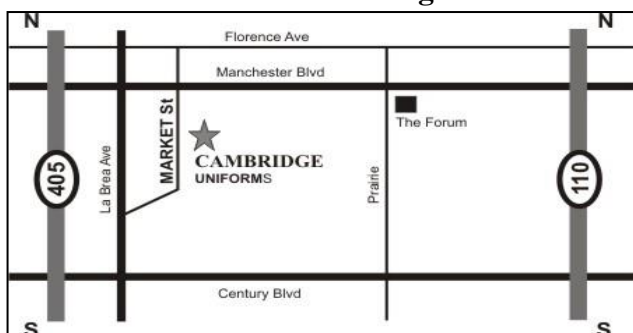 N N
Florence Ave
Manchester Blvd
MARKET St
The Forum
CAMBRIDGE
UNIFORMS
405
La Brea Ave
Prairie
110
Century Blvd
S S